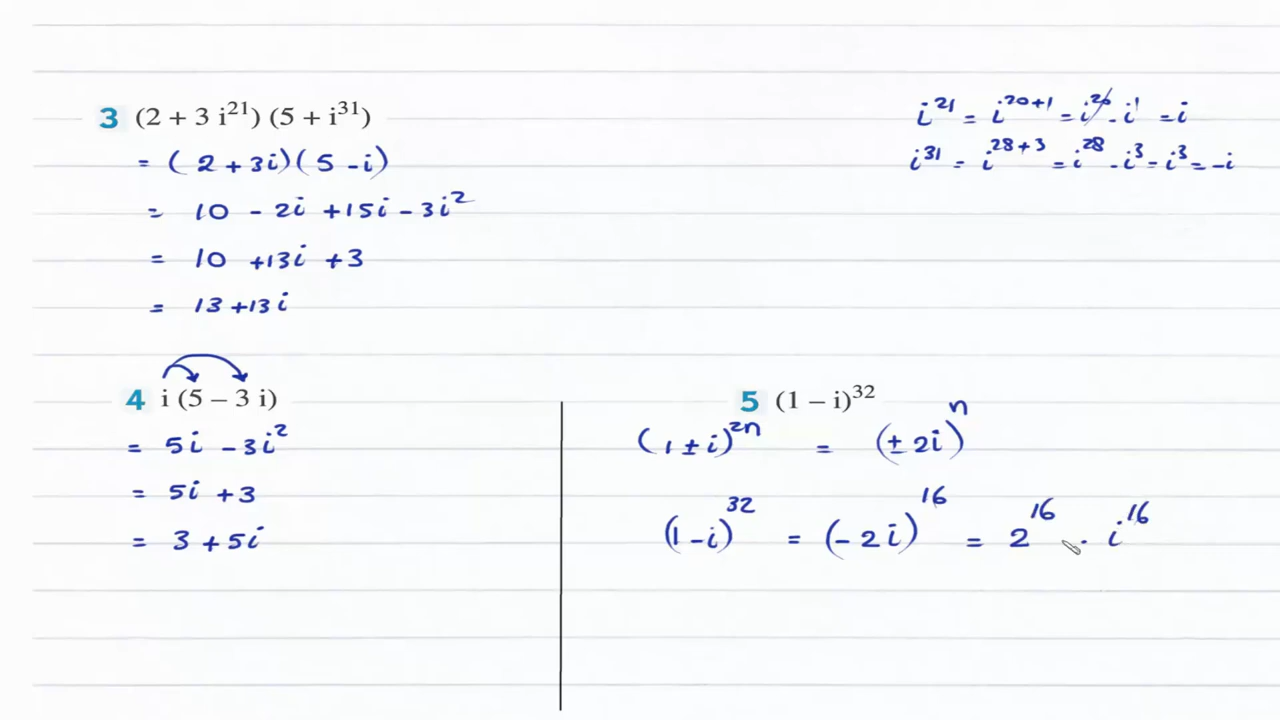 3 (2 + 3 i²¹) (5 + i³¹)
= (2 + 3i)(5 - i)
= 10 - 2i + 15i - 3i²
= 10 + 13i + 3
= 13 + 13i
i²¹ = i²⁰⁺¹ = i²⁰ · i¹ = i
i³¹ = i²⁸⁺³ = i²⁸ · i³ = i³ = -i
4 i (5 − 3 i)
= 5i - 3i²
= 5i + 3
= 3 + 5i
5 (1 − i)³²
(1 ± i)²ⁿ = (± 2i)ⁿ
(1 - i)³² = (- 2i)¹⁶ = 2¹⁶ · i¹⁶